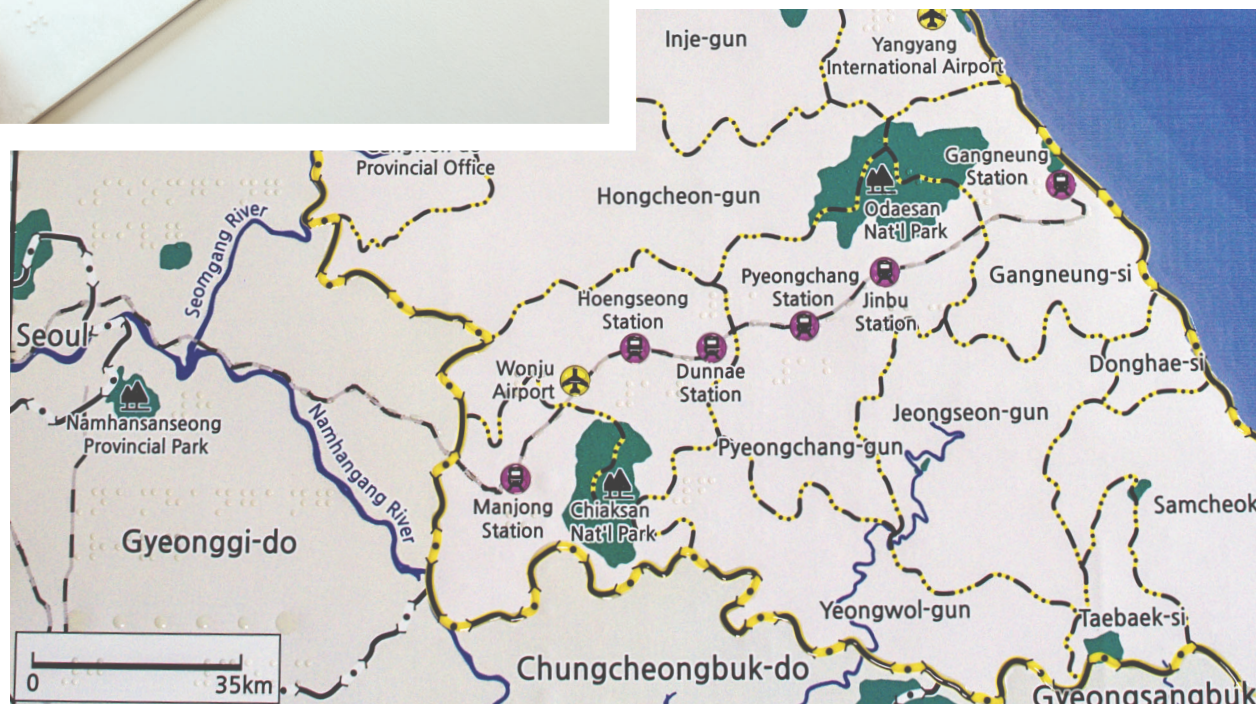 Inje-gun
Yangyang
International Airport
Provincial Office
Gangneung
Station
Hongcheon-gun
Odaesan
Nat'l Park
Seomgang River
Gangneung-si
Pyeongchang
Station
Jinbu
Station
Hoengseong
Station
Seoul
Dunnae
Station
Donghae-si
Wonju
Airport
Namhansanseong
Provincial Park
Namhangang River
Jeongseon-gun
Pyeongchang-gun
Manjong
Station
Chiaksan
Nat'l Park
Samcheok
Gyeonggi-do
Yeongwol-gun
Taebaek-si
Chungcheongbuk-do
Gyeongsangbuk
0 35km